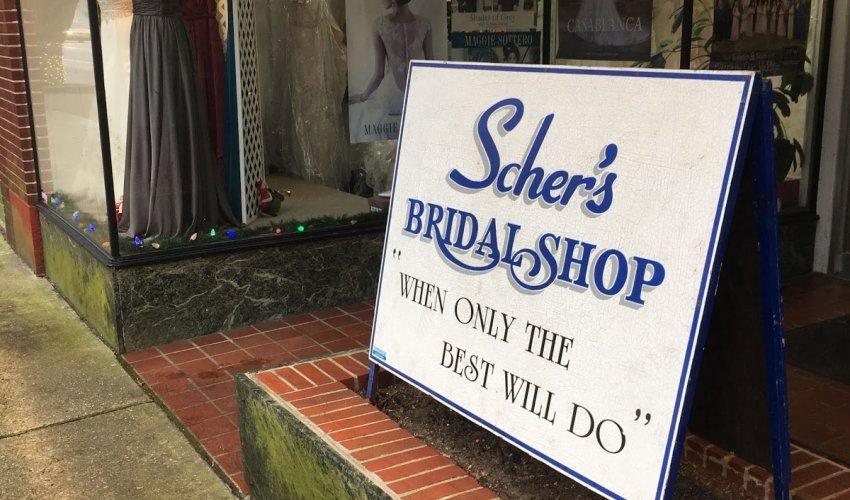 Shades of Grey
MAGGIE SOTTERO
CASABLANCA
MAGGIE
Scher's
BRIDAL SHOP
"WHEN ONLY THE
BEST WILL DO"